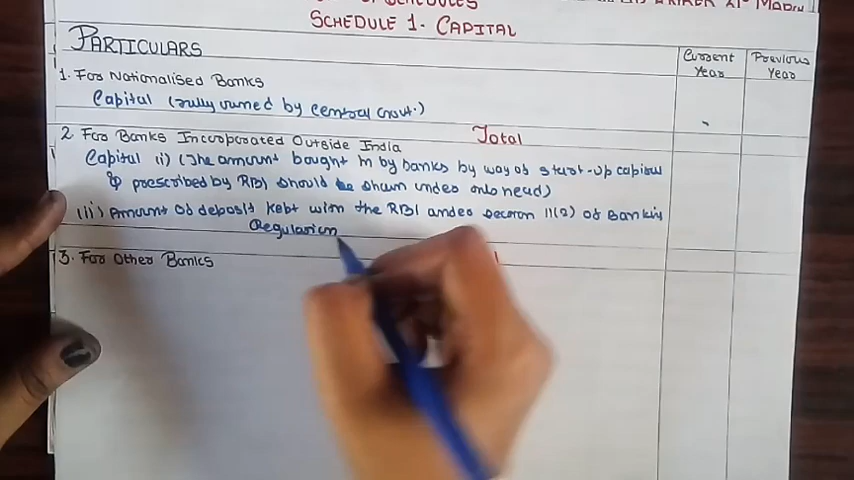 SCHEDULES
SCHEDULE 1. CAPITAL
PARTICULARS
Current Year
Previous Year
1. For Nationalised Banks
Capital (fully owned by Central Govt.)
Total
2 For Banks Incorporated Outside India
Capital (i) (The amount bought in by banks by way of start-up capital
prescribed by RBI should be shown under this head)
(ii) Amount of deposit kept with the RBI under Section 11(2) of Banking
Regulation
3. For Other Banks